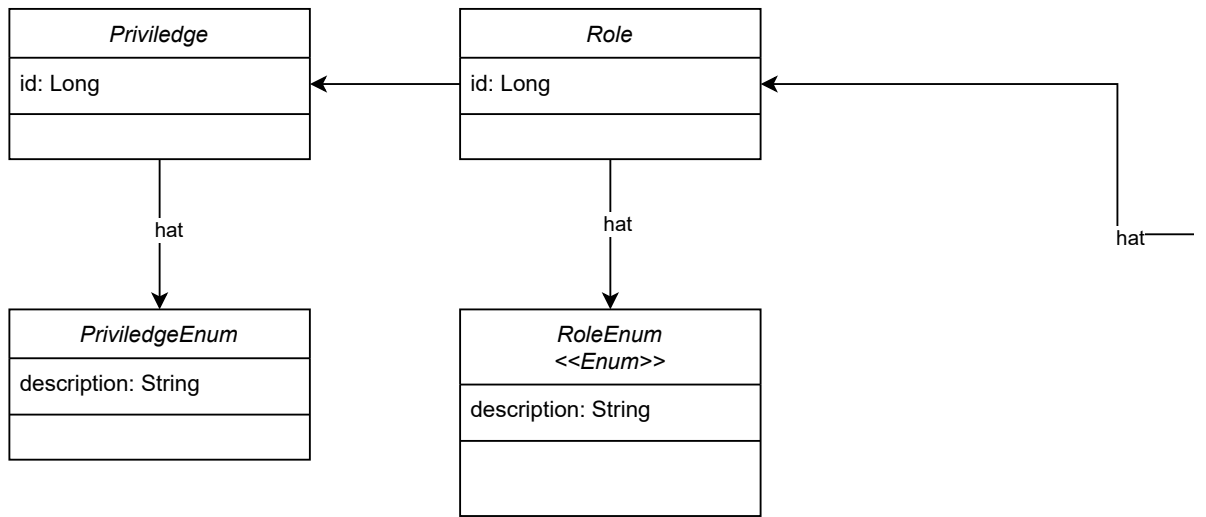 Priviledge
id: Long
Role
id: Long
hat
hat
hat
PriviledgeEnum
description: String
RoleEnum
<<Enum>>
description: String